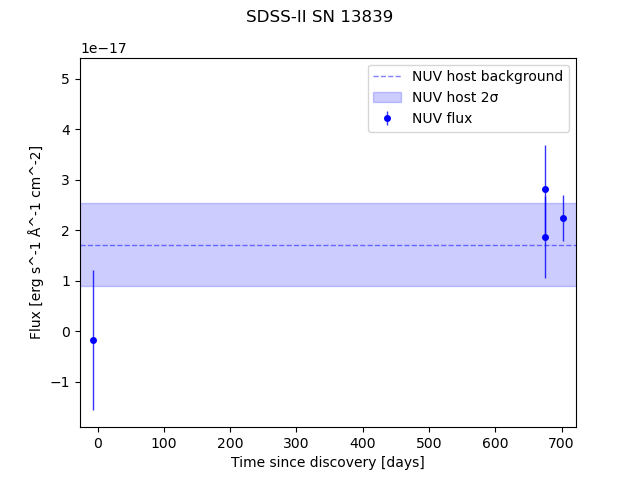 SDSS-II SN 13839
1e−17
NUV host background
NUV host 2σ
NUV flux
5
4
3
2
1
0
−1
Flux [erg s^-1 Å^-1 cm^-2]
0 100 200 300 400 500 600 700
Time since discovery [days]